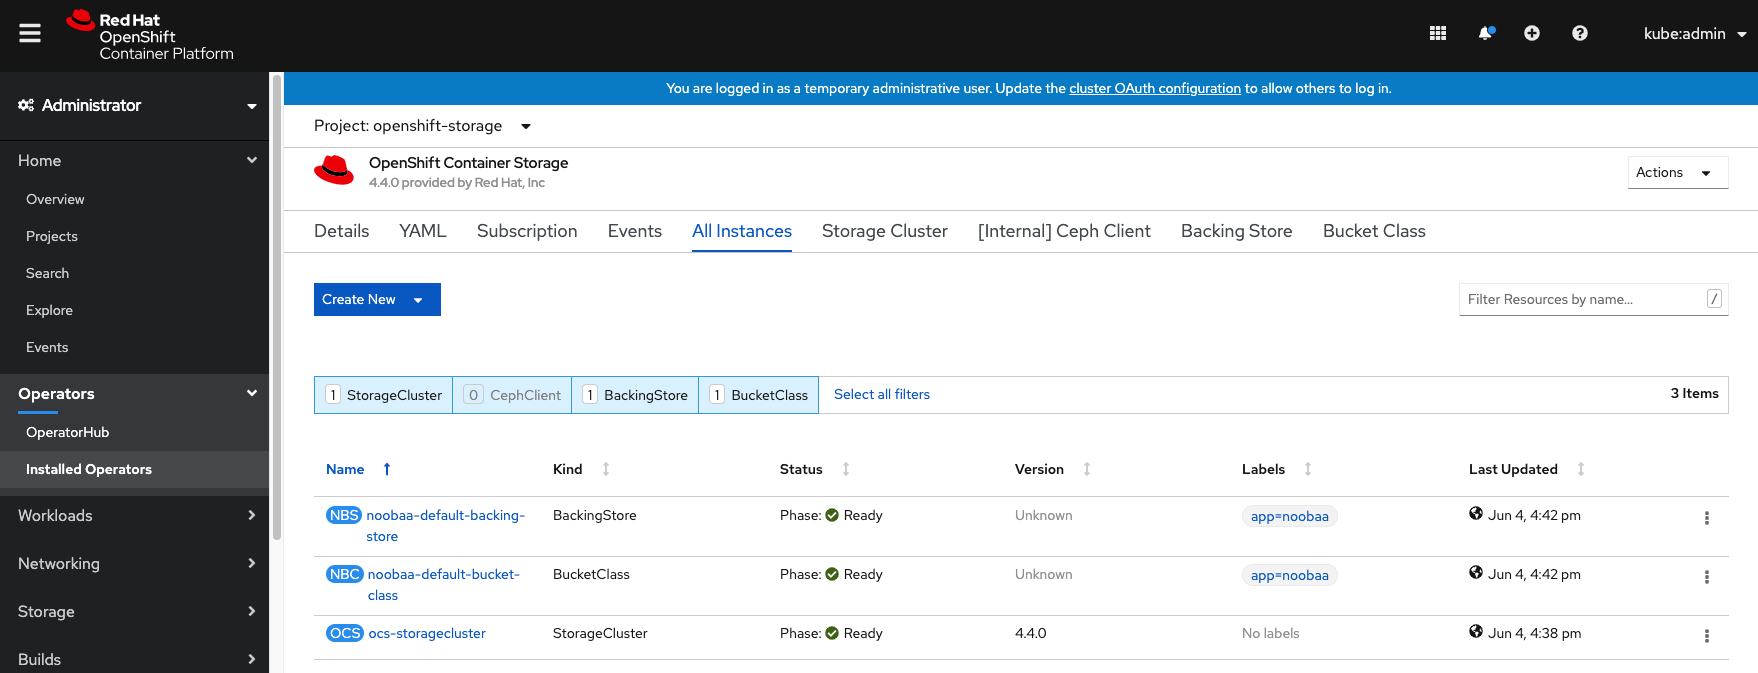 Red Hat
OpenShift
Container Platform
kube:admin
Administrator
Home
Overview
Projects
Search
Explore
Events
Operators
OperatorHub
Installed Operators
Workloads
Networking
Storage
Builds
You are logged in as a temporary administrative user. Update the cluster OAuth configuration to allow others to log in.
Project: openshift-storage
OpenShift Container Storage
4.4.0 provided by Red Hat, Inc
Actions
Details YAML Subscription Events All Instances Storage Cluster [Internal] Ceph Client Backing Store Bucket Class
Create New
Filter Resources by name... /
1 StorageCluster 0 CephClient 1 BackingStore 1 BucketClass Select all filters 3 Items
Name Kind Status Version Labels Last Updated
NBS noobaa-default-backing- BackingStore Phase: Ready Unknown app=noobaa Jun 4, 4:42 pm
store
NBC noobaa-default-bucket- BucketClass Phase: Ready Unknown app=noobaa Jun 4, 4:42 pm
class
OCS ocs-storagecluster StorageCluster Phase: Ready 4.4.0 No labels Jun 4, 4:38 pm